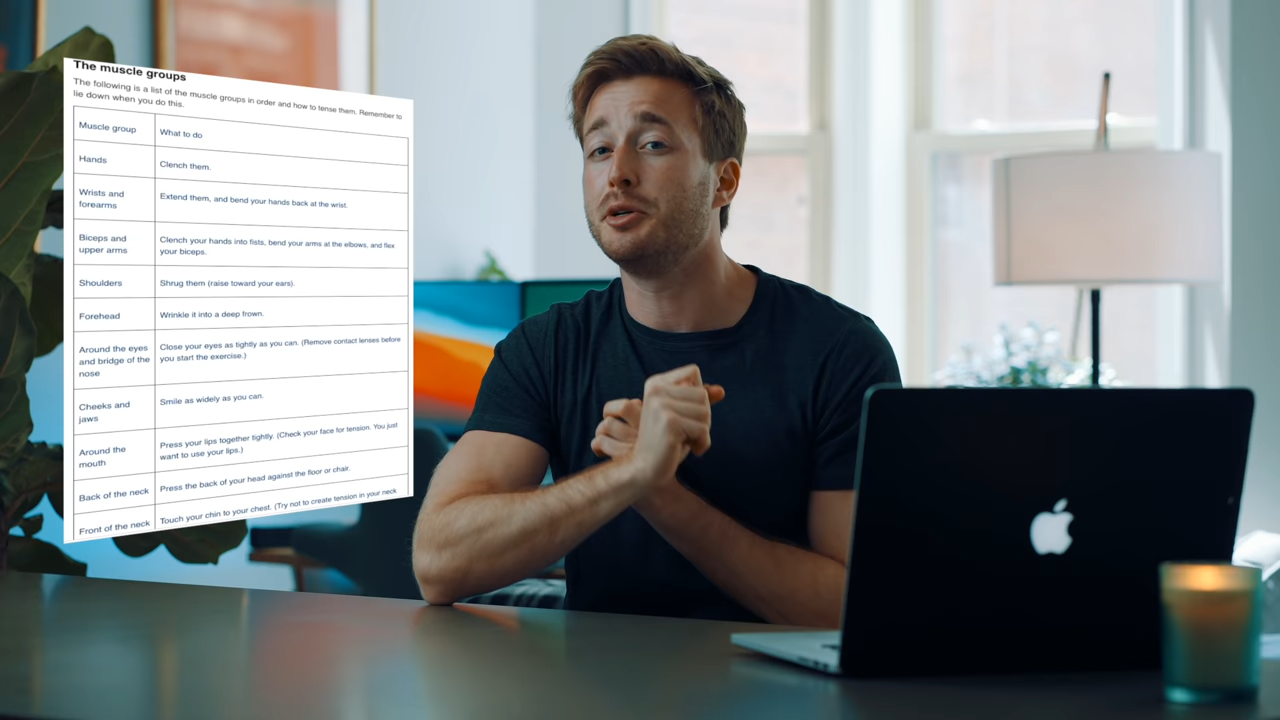 The muscle groups
The following is a list of the muscle groups in order and how to tense them. Remember to
lie down when you do this.
Muscle group
What to do
Hands
Clench them.
Wrists and
forearms
Extend them, and bend your hands back at the wrist.
Biceps and
upper arms
Clench your hands into fists, bend your arms at the elbows, and flex
your biceps.
Shoulders
Shrug them (raise toward your ears).
Forehead
Wrinkle it into a deep frown.
Around the eyes
and bridge of the
nose
Close your eyes as tightly as you can. (Remove contact lenses before
you start the exercise.)
Cheeks and
jaws
Smile as widely as you can.
Around the
mouth
Press your lips together tightly. (Check your face for tension. You just
want to use your lips.)
Back of the neck
Press the back of your head against the floor or chair.
Front of the neck
Touch your chin to your chest. (Try not to create tension in your neck